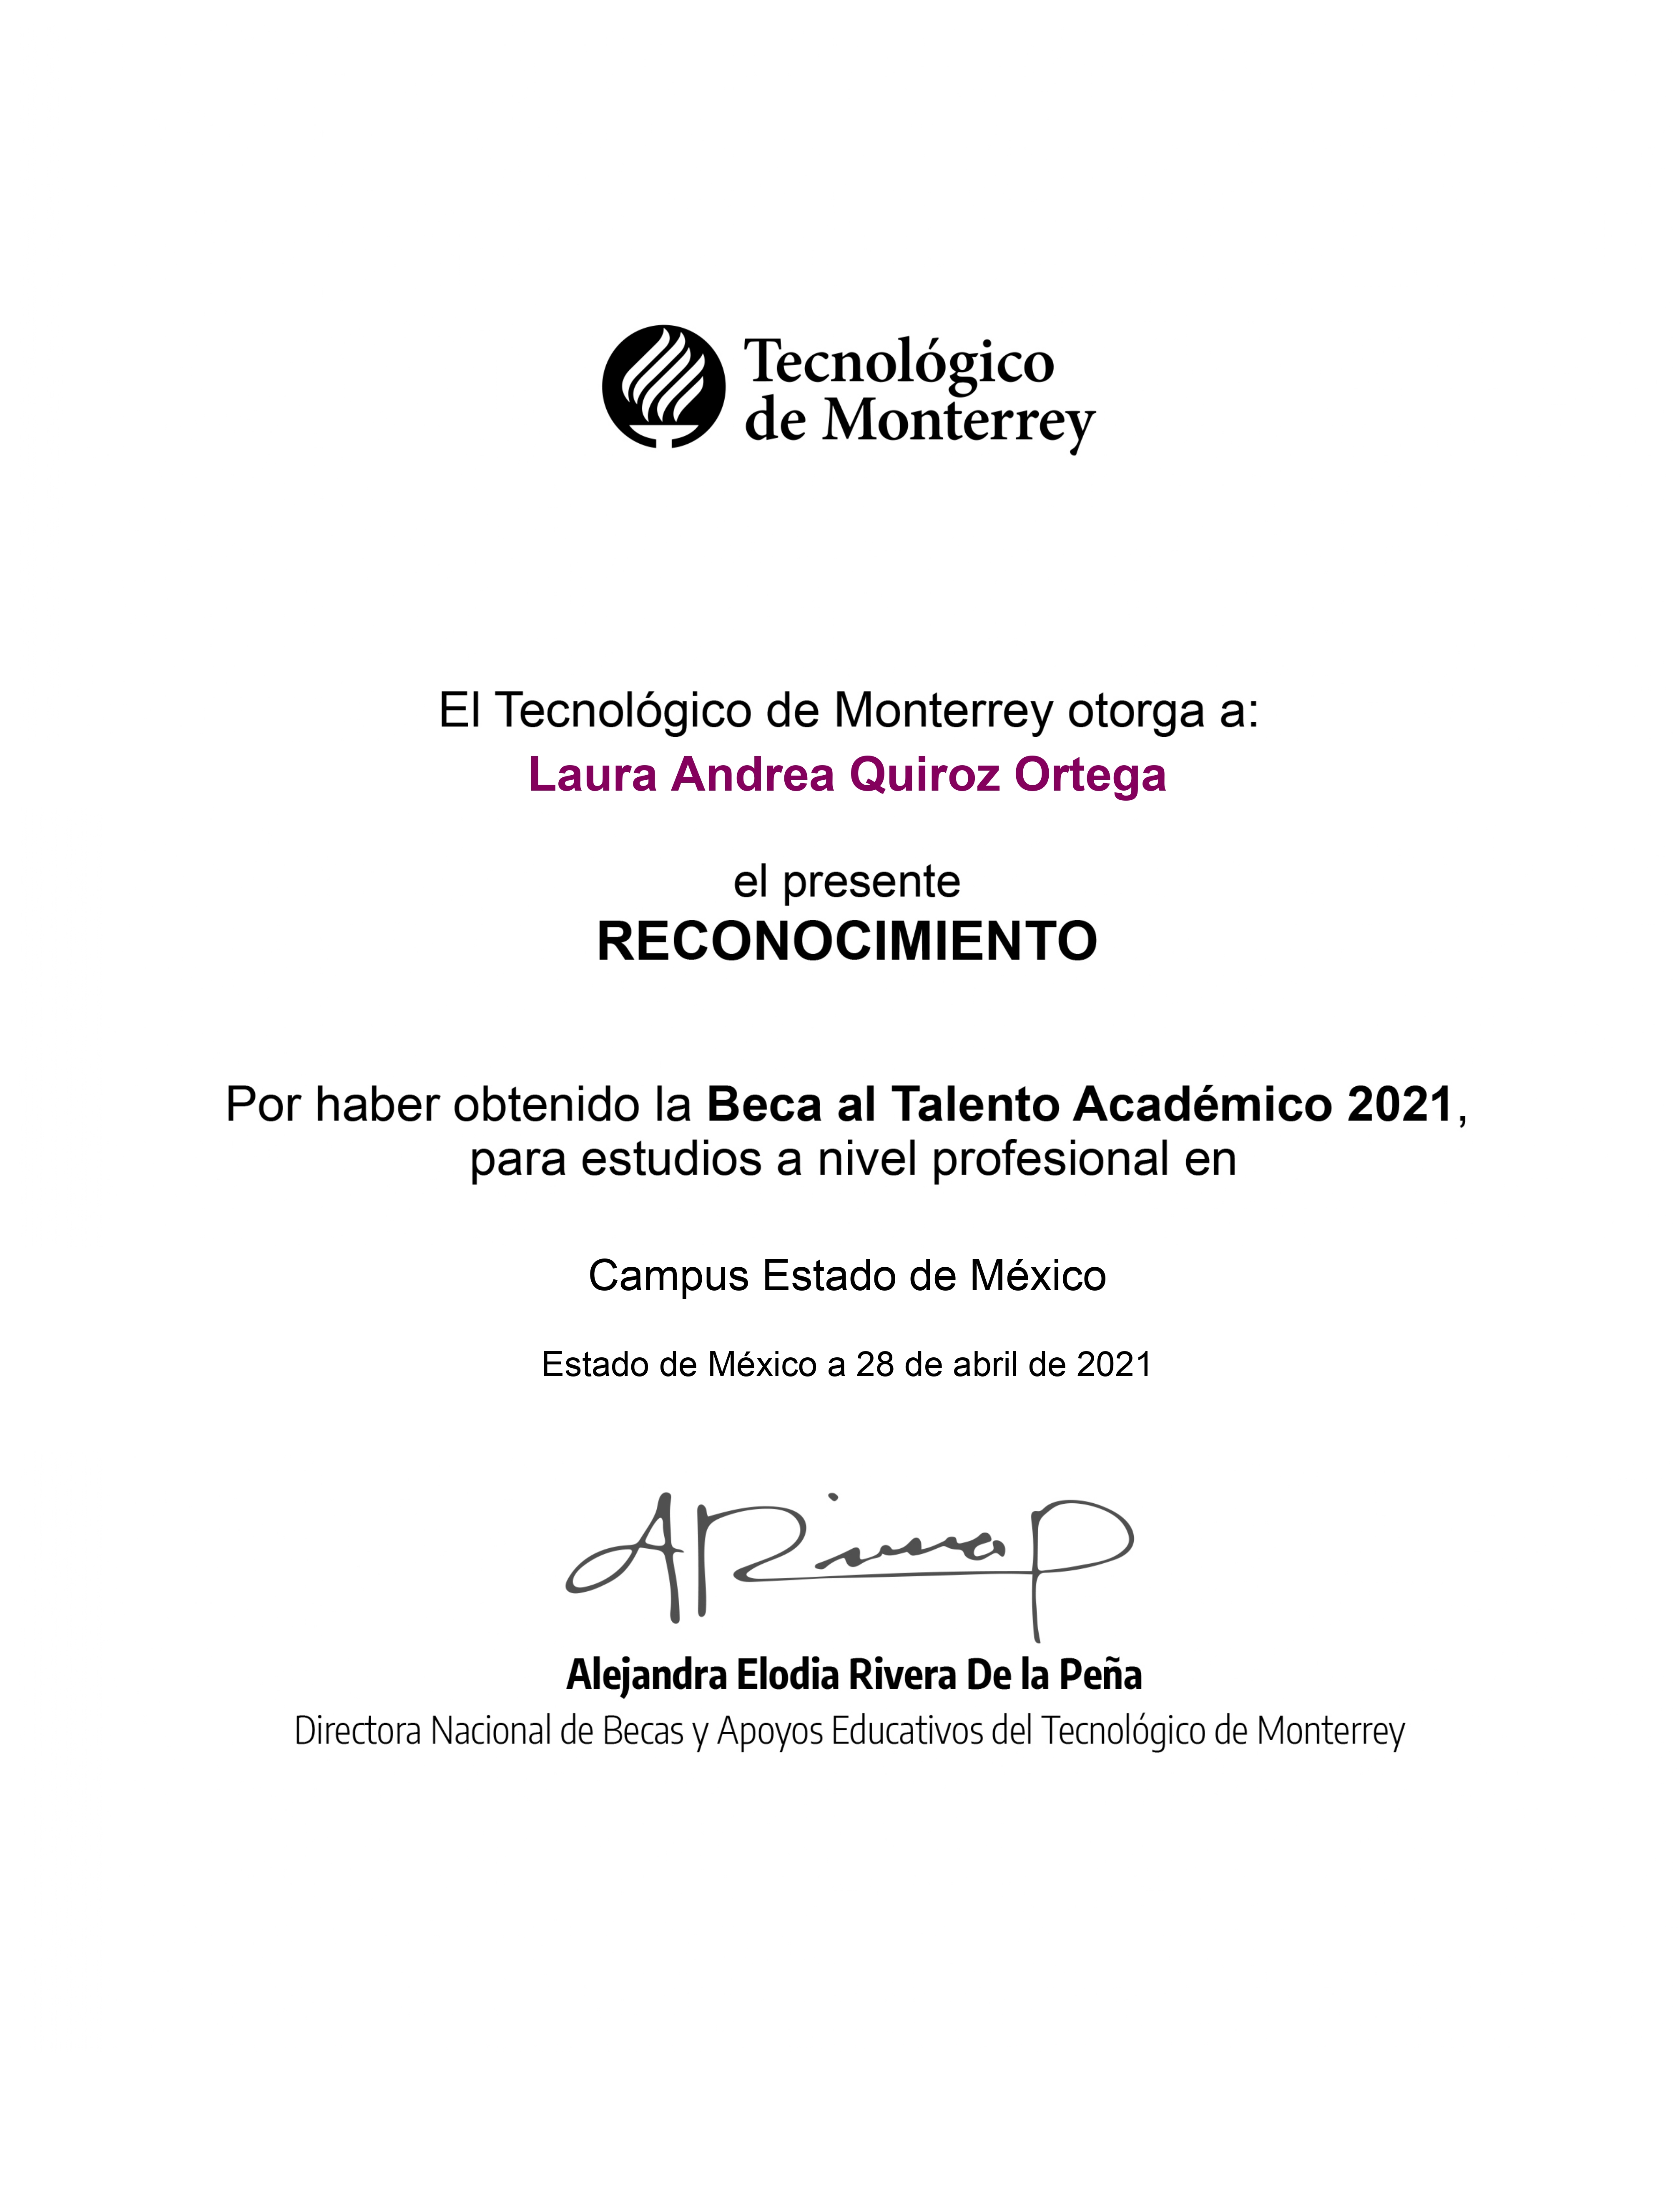 Tecnológico
de Monterrey
El Tecnológico de Monterrey otorga a:
Laura Andrea Quiroz Ortega
el presente
RECONOCIMIENTO
Por haber obtenido la Beca al Talento Académico 2021,
para estudios a nivel profesional en
Campus Estado de México
Estado de México a 28 de abril de 2021
ARiveraP
Alejandra Elodia Rivera De la Peña
Directora Nacional de Becas y Apoyos Educativos del Tecnológico de Monterrey